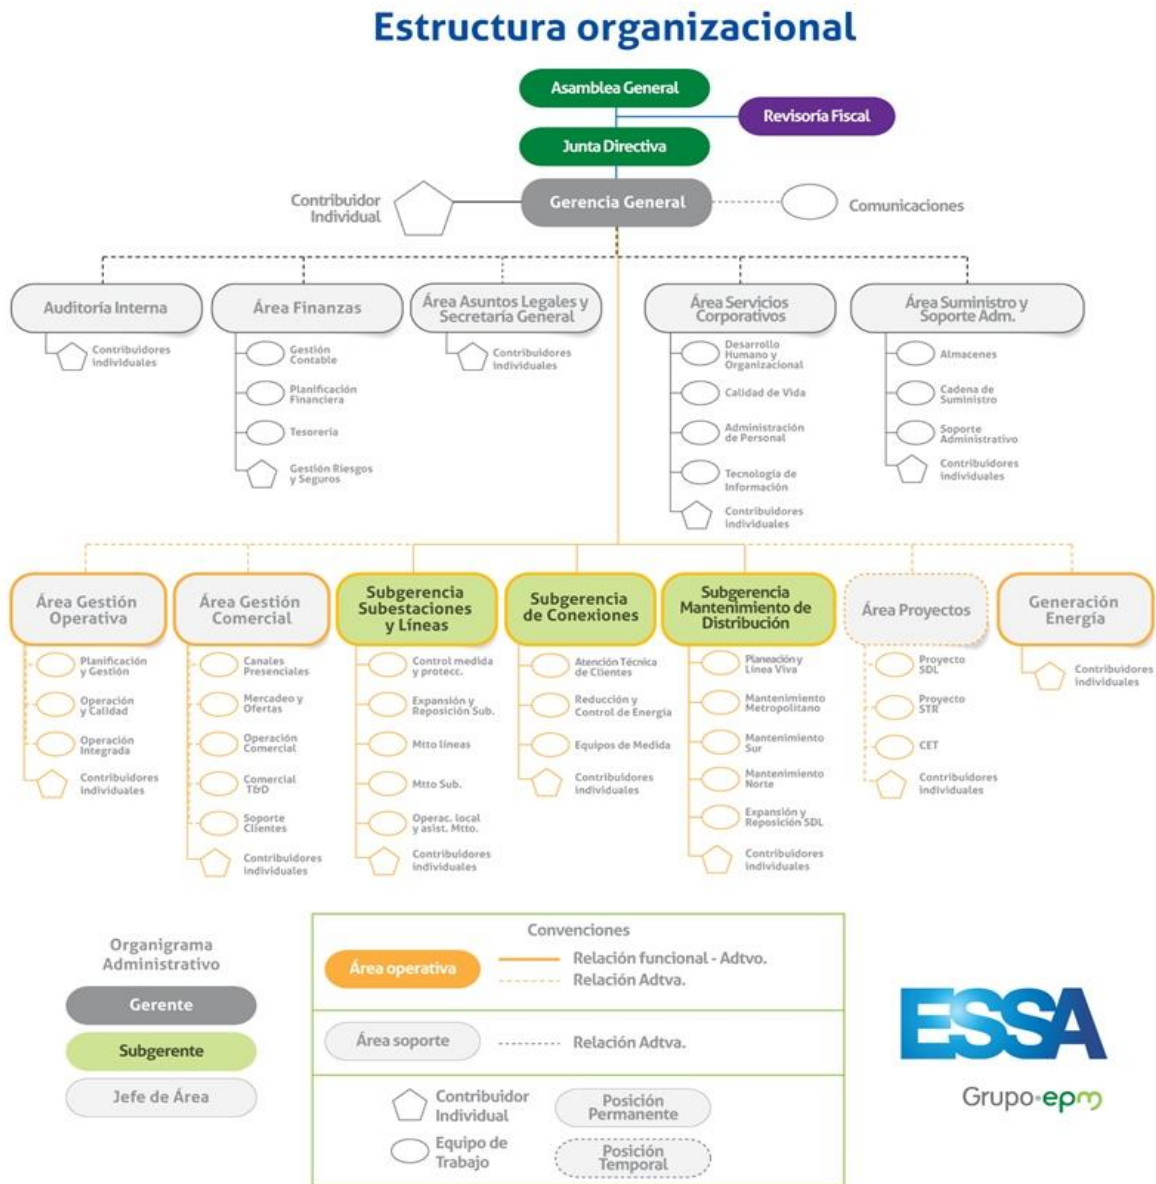 Estructura organizacional
Asamblea General
Revisoría Fiscal
Junta Directiva
Contribuidor
Individual
Gerencia General
Comunicaciones
Auditoría Interna
Área Finanzas
Área Asuntos Legales y
Secretaría General
Área Servicios
Corporativos
Área Suministro y
Soporte Adm.
Contribuidores
individuales
Gestión
Contable
Planificación
Financiera
Tesorería
Gestión Riesgos
y Seguros
Contribuidores
individuales
Desarrollo
Humano y
Organizacional
Calidad de Vida
Administración
de Personal
Tecnología de
Información
Contribuidores
individuales
Almacenes
Cadena de
Suministro
Soporte
Administrativo
Contribuidores
individuales
Área Gestión
Operativa
Área Gestión
Comercial
Subgerencia
Subestaciones
y Líneas
Subgerencia
de Conexiones
Subgerencia
Mantenimiento de
Distribución
Área Proyectos
Generación
Energía
Planificación
y Gestión
Operación
y Calidad
Operación
Integrada
Contribuidores
individuales
Canales
Presenciales
Mercadeo y
Ofertas
Operación
Comercial
Comercial
T&D
Soporte
Clientes
Contribuidores
individuales
Control medida
y protecc.
Expansión y
Reposición Sub.
Mtto líneas
Mtto Sub.
Operac. local
y asist. Mtto.
Contribuidores
individuales
Atención Técnica
de Clientes
Reducción y
Control de Energía
Equipos de Medida
Contribuidores
individuales
Planeación y
Línea Viva
Mantenimiento
Metropolitano
Mantenimiento
Sur
Mantenimiento
Norte
Expansión y
Reposición SDL
Contribuidores
individuales
Proyecto
SDL
Proyecto
STR
CET
Contribuidores
individuales
Contribuidores
individuales
Organigrama
Administrativo
Gerente
Subgerente
Jefe de Área
Convenciones
Área operativa
Relación funcional - Adtvo.
Relación Adtva.
Área soporte
Relación Adtva.
Contribuidor
Individual
Posición
Permanente
Equipo de
Trabajo
Posición
Temporal
ESSA
Grupo·epm